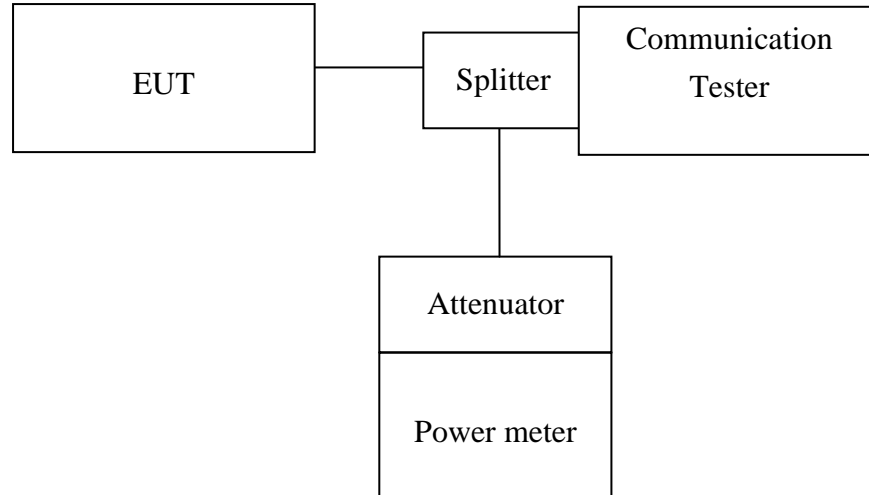 EUT
Splitter
Communication
Tester
Attenuator
Power meter